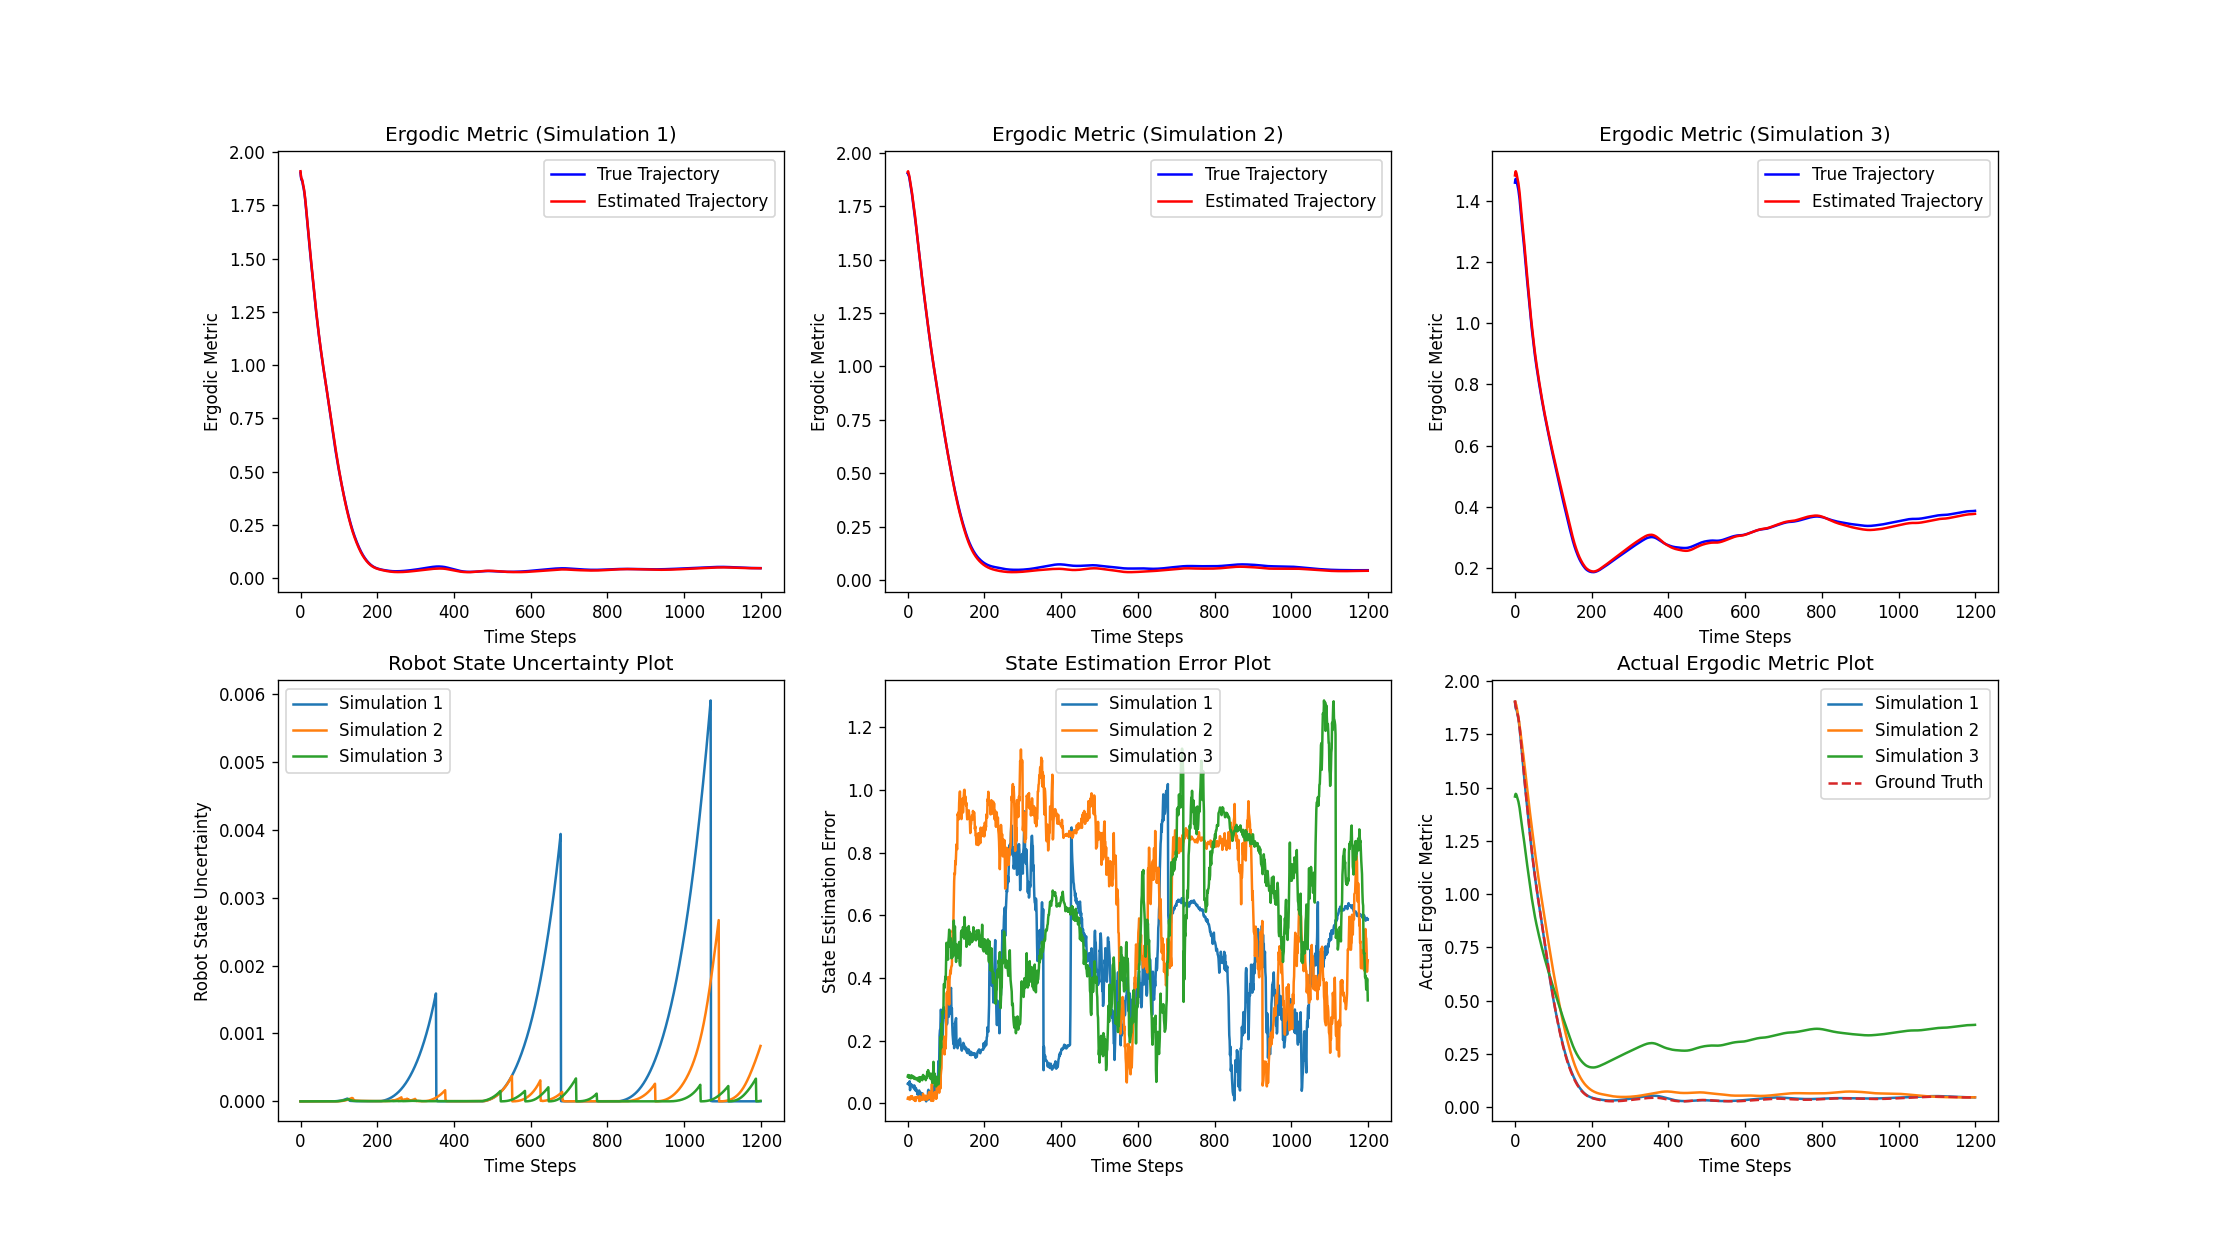 Ergodic Metric (Simulation 1)
Ergodic Metric
2.00
1.75
1.50
1.25
1.00
0.75
0.50
0.25
0.00
True Trajectory
Estimated Trajectory
0 200 400 600 800 1000 1200
Time Steps
Ergodic Metric (Simulation 2)
Ergodic Metric
2.00
1.75
1.50
1.25
1.00
0.75
0.50
0.25
0.00
True Trajectory
Estimated Trajectory
0 200 400 600 800 1000 1200
Time Steps
Ergodic Metric (Simulation 3)
Ergodic Metric
1.4
1.2
1.0
0.8
0.6
0.4
0.2
True Trajectory
Estimated Trajectory
0 200 400 600 800 1000 1200
Time Steps
Robot State Uncertainty Plot
Robot State Uncertainty
0.006
0.005
0.004
0.003
0.002
0.001
0.000
Simulation 1
Simulation 2
Simulation 3
0 200 400 600 800 1000 1200
Time Steps
State Estimation Error Plot
State Estimation Error
1.2
1.0
0.8
0.6
0.4
0.2
0.0
Simulation 1
Simulation 2
Simulation 3
0 200 400 600 800 1000 1200
Time Steps
Actual Ergodic Metric Plot
Actual Ergodic Metric
2.00
1.75
1.50
1.25
1.00
0.75
0.50
0.25
0.00
Simulation 1
Simulation 2
Simulation 3
Ground Truth
0 200 400 600 800 1000 1200
Time Steps